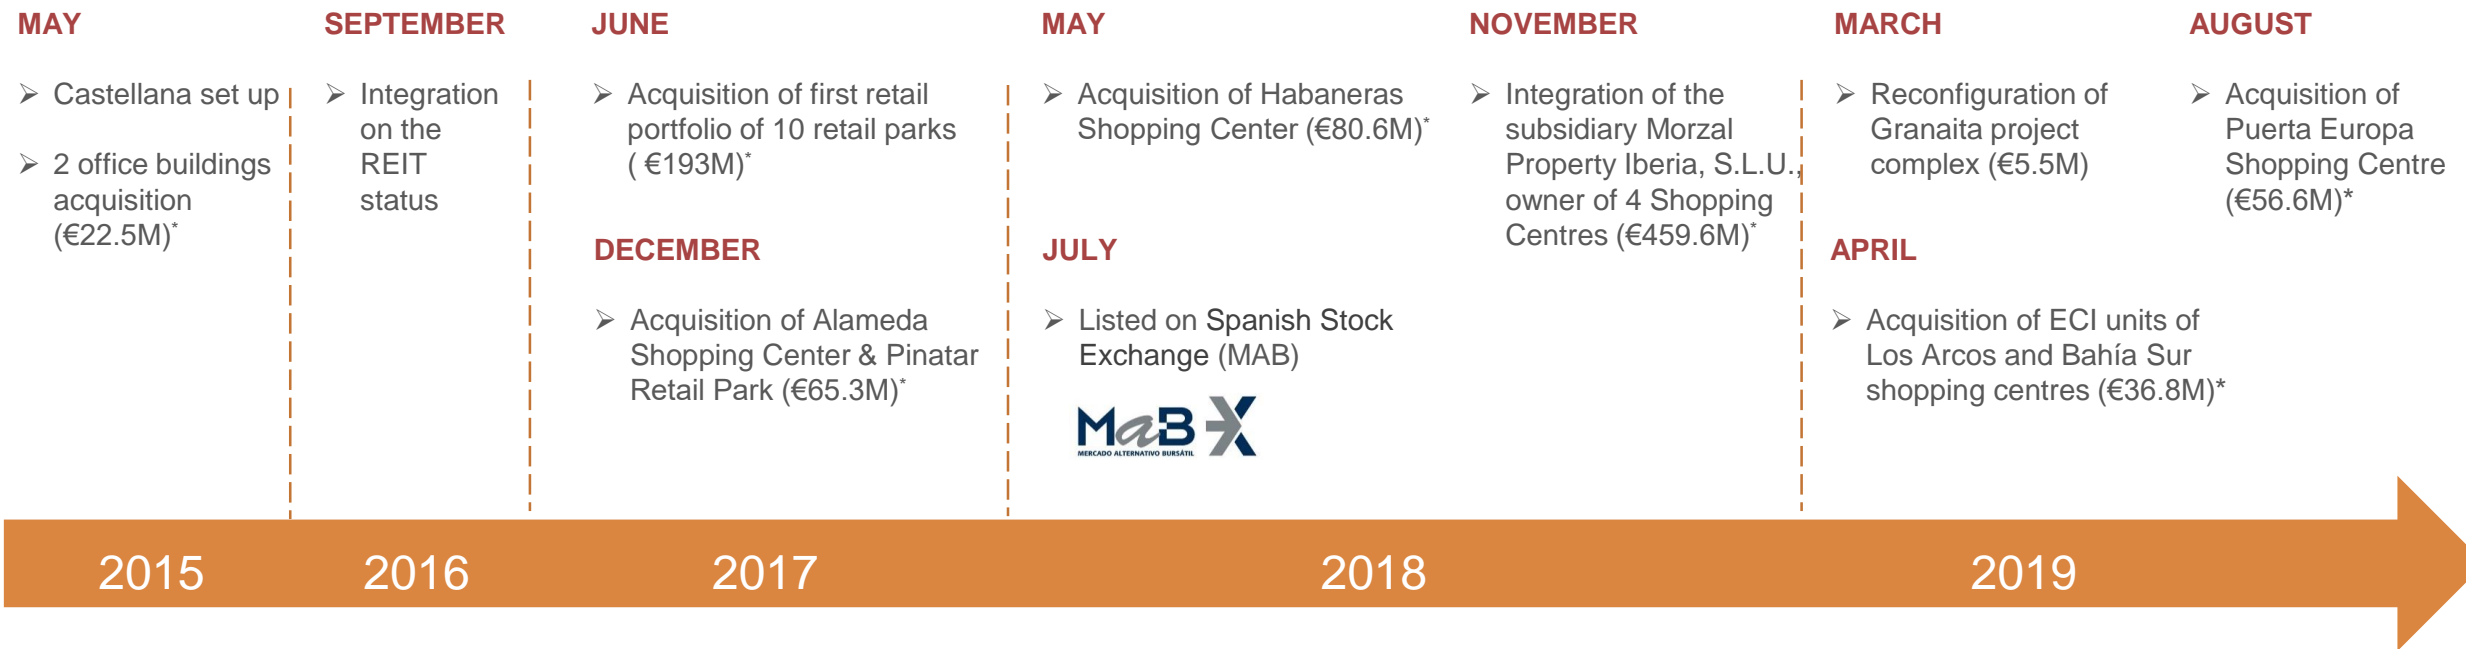 MAY
➢ Castellana set up
➢ 2 office buildings
acquisition
(€22.5M)*
SEPTEMBER
➢ Integration
on the
REIT
status
JUNE
➢ Acquisition of first retail
portfolio of 10 retail parks
( €193M)*
DECEMBER
➢ Acquisition of Alameda
Shopping Center & Pinatar
Retail Park (€65.3M)*
MAY
➢ Acquisition of Habaneras
Shopping Center (€80.6M)*
JULY
➢ Listed on Spanish Stock
Exchange (MAB)
MaB
MERCADO ALTERNATIVO BURSÁTIL
NOVEMBER
➢ Integration of the
subsidiary Morzal
Property Iberia, S.L.U.,
owner of 4 Shopping
Centres (€459.6M)*
MARCH
➢ Reconfiguration of
Granaita project
complex (€5.5M)
APRIL
➢ Acquisition of ECI units of
Los Arcos and Bahía Sur
shopping centres (€36.8M)*
AUGUST
➢ Acquisition of
Puerta Europa
Shopping Centre
(€56.6M)*
2015
2016
2017
2018
2019